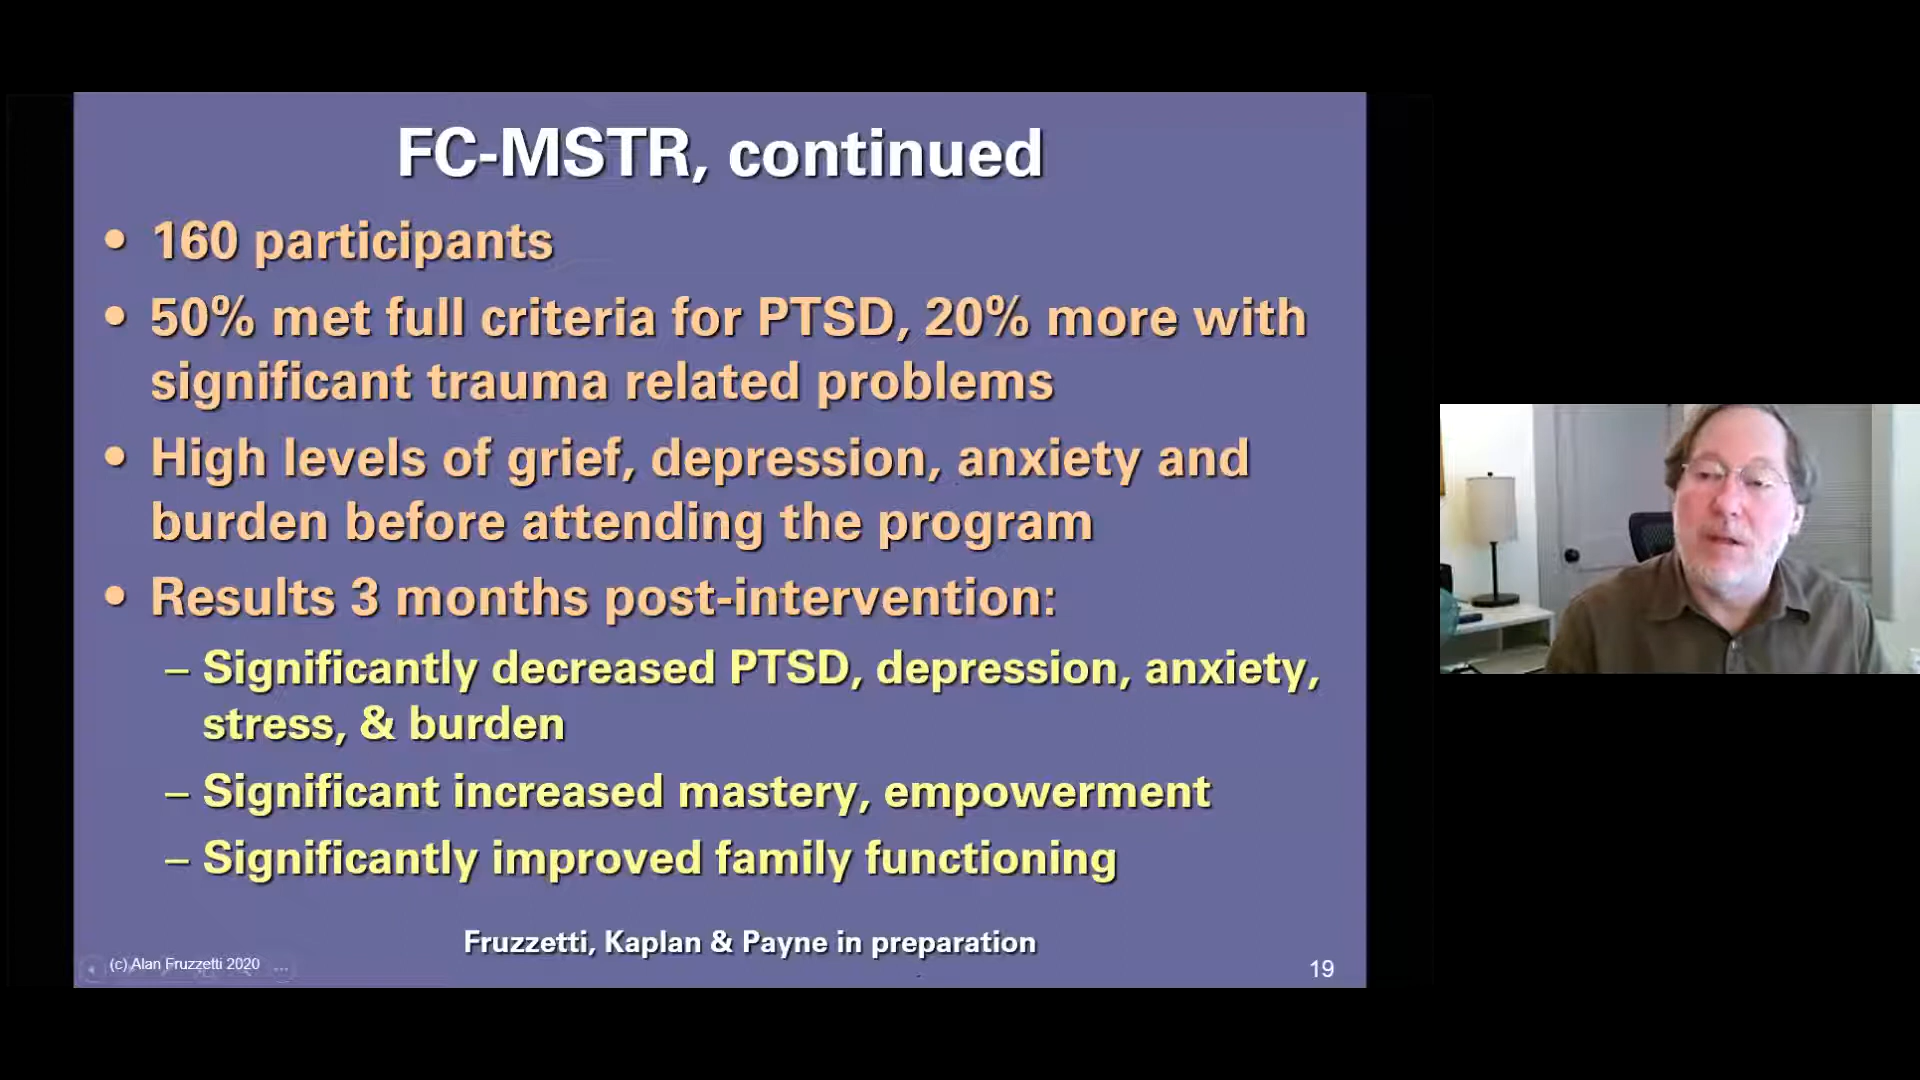 FC-MSTR, continued
• 160 participants
• 50% met full criteria for PTSD, 20% more with
significant trauma related problems
• High levels of grief, depression, anxiety and
burden before attending the program
• Results 3 months post-intervention:
– Significantly decreased PTSD, depression, anxiety,
stress, & burden
– Significant increased mastery, empowerment
– Significantly improved family functioning
Fruzzetti, Kaplan & Payne in preparation
(c) Alan Fruzzetti 2020
19